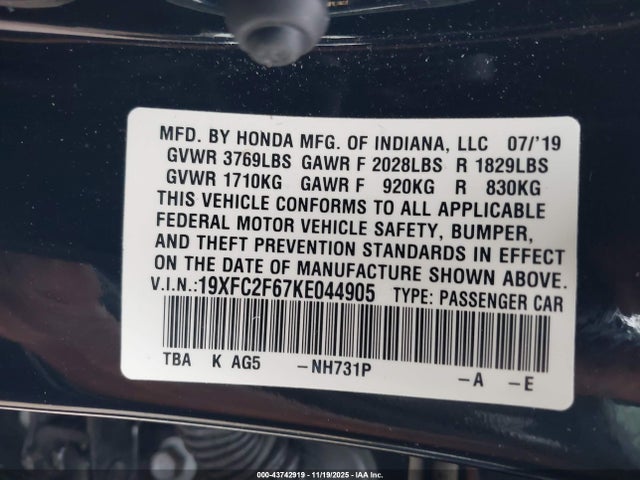 MFD. BY HONDA MFG. OF INDIANA, LLC 07/'19
GVWR 3769LBS GAWR F 2028LBS R 1829LBS
GVWR 1710KG GAWR F 920KG R 830KG
THIS VEHICLE CONFORMS TO ALL APPLICABLE
FEDERAL MOTOR VEHICLE SAFETY, BUMPER,
AND THEFT PREVENTION STANDARDS IN EFFECT
ON THE DATE OF MANUFACTURE SHOWN ABOVE.
V.I.N.:19XFC2F67KE044905 TYPE: PASSENGER CAR
TBA K AG5 -NH731P -A -E
000-43742919 - 11/19/2025 - IAA Inc.